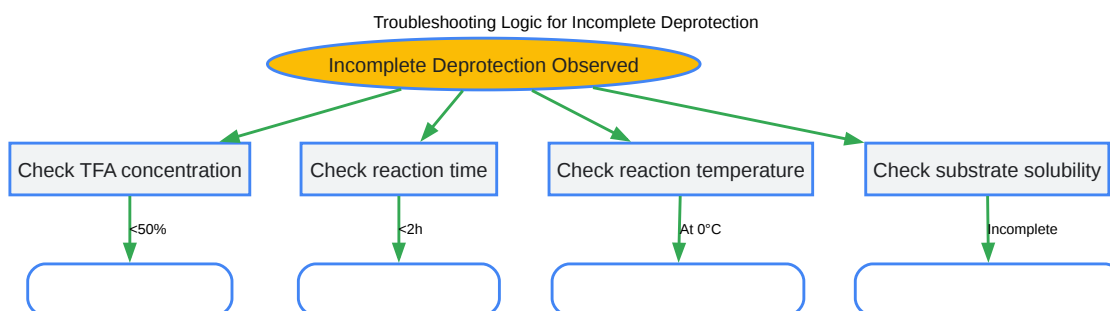 Troubleshooting Logic for Incomplete Deprotection
Incomplete Deprotection Observed
Check TFA concentration
Check reaction time
Check reaction temperature
Check substrate solubility
<50%
<2h
At 0°C
Incomplete